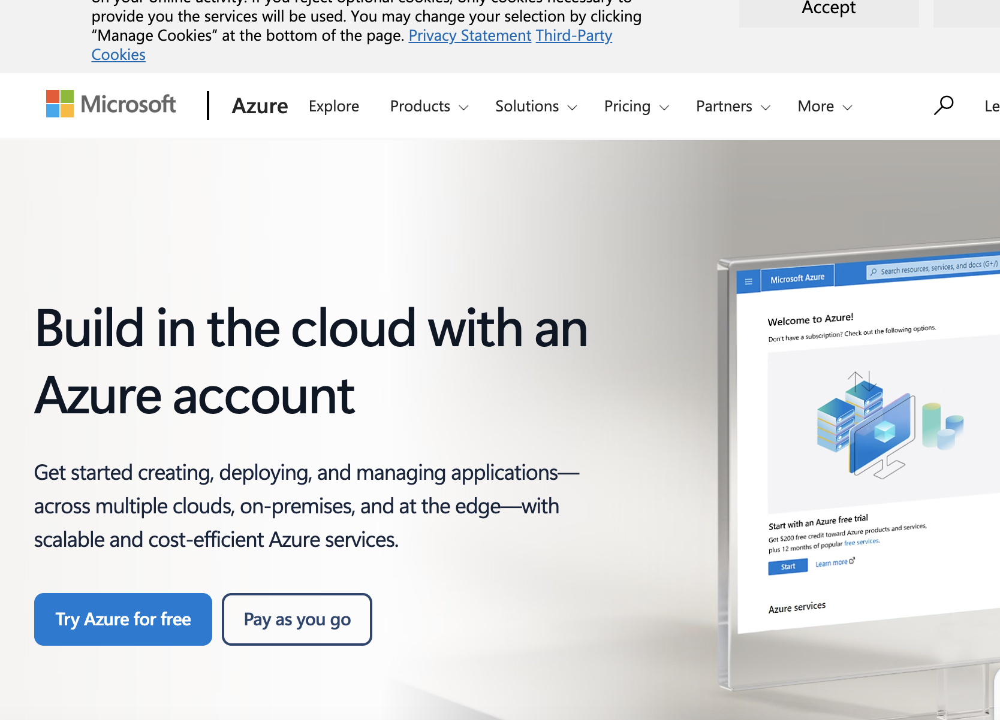 provide you the services will be used. You may change your selection by clicking
“Manage Cookies” at the bottom of the page. Privacy Statement Third-Party
Cookies
Accept
Microsoft
Azure
Explore
Products
Solutions
Pricing
Partners
More
Build in the cloud with an
Azure account
Get started creating, deploying, and managing applications—
across multiple clouds, on-premises, and at the edge—with
scalable and cost-efficient Azure services.
Try Azure for free
Pay as you go
Microsoft Azure
Search resources, services, and docs (G+/)
Welcome to Azure!
Don't have a subscription? Check out the following options.
Start with an Azure free trial
Get $200 free credit toward Azure products and services,
plus 12 months of popular free services.
Start
Learn more
Azure services